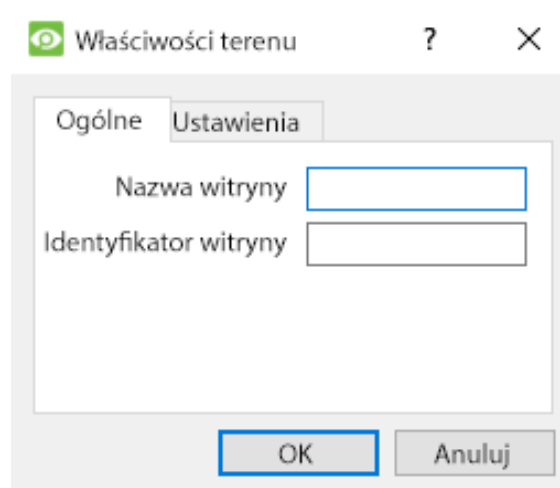 Właściwości terenu ?
Ogólne Ustawienia
Nazwa witryny
Identyfikator witryny
OK Anuluj